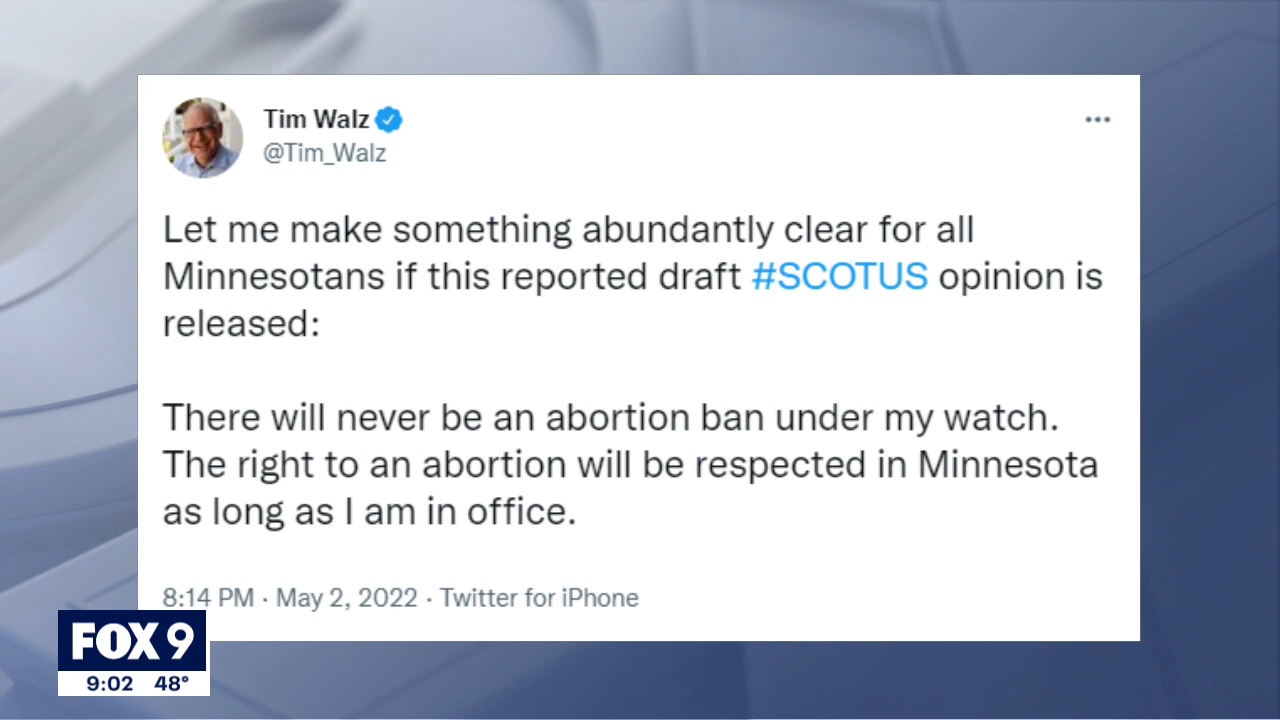 Tim Walz
@Tim_Walz
Let me make something abundantly clear for all
Minnesotans if this reported draft #SCOTUS opinion is
released:
There will never be an abortion ban under my watch.
The right to an abortion will be respected in Minnesota
as long as I am in office.
8:14 PM · May 2, 2022 · Twitter for iPhone
FOX 9
9:02 48°